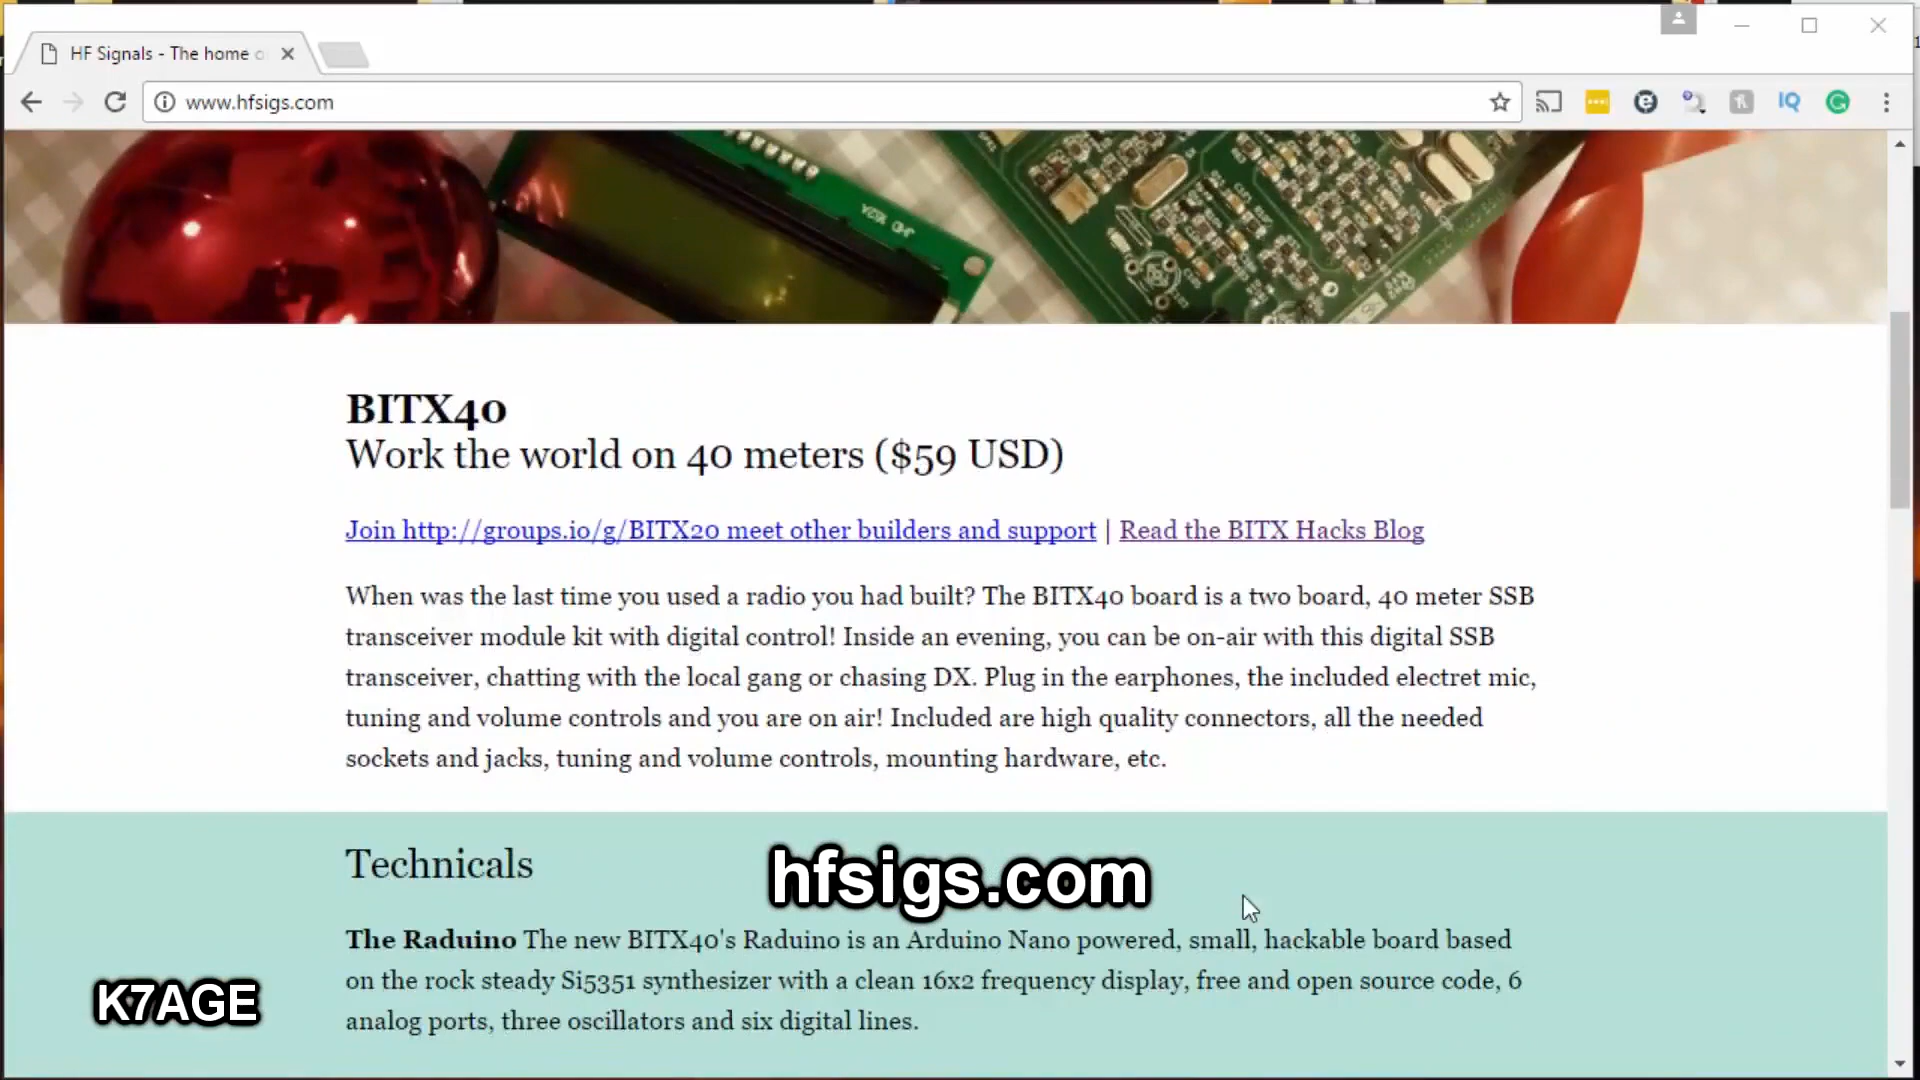 HF Signals - The home o
www.hfsigs.com
IQ
BITX40
Work the world on 40 meters ($59 USD)
Join http://groups.io/g/BITX20 meet other builders and support | Read the BITX Hacks Blog
When was the last time you used a radio you had built? The BITX40 board is a two board, 40 meter SSB
transceiver module kit with digital control! Inside an evening, you can be on-air with this digital SSB
transceiver, chatting with the local gang or chasing DX. Plug in the earphones, the included electret mic,
tuning and volume controls and you are on air! Included are high quality connectors, all the needed
sockets and jacks, tuning and volume controls, mounting hardware, etc.
Technicals
hfsigs.com
The Raduino The new BITX40's Raduino is an Arduino Nano powered, small, hackable board based
on the rock steady Si5351 synthesizer with a clean 16x2 frequency display, free and open source code, 6
analog ports, three oscillators and six digital lines.
K7AGE